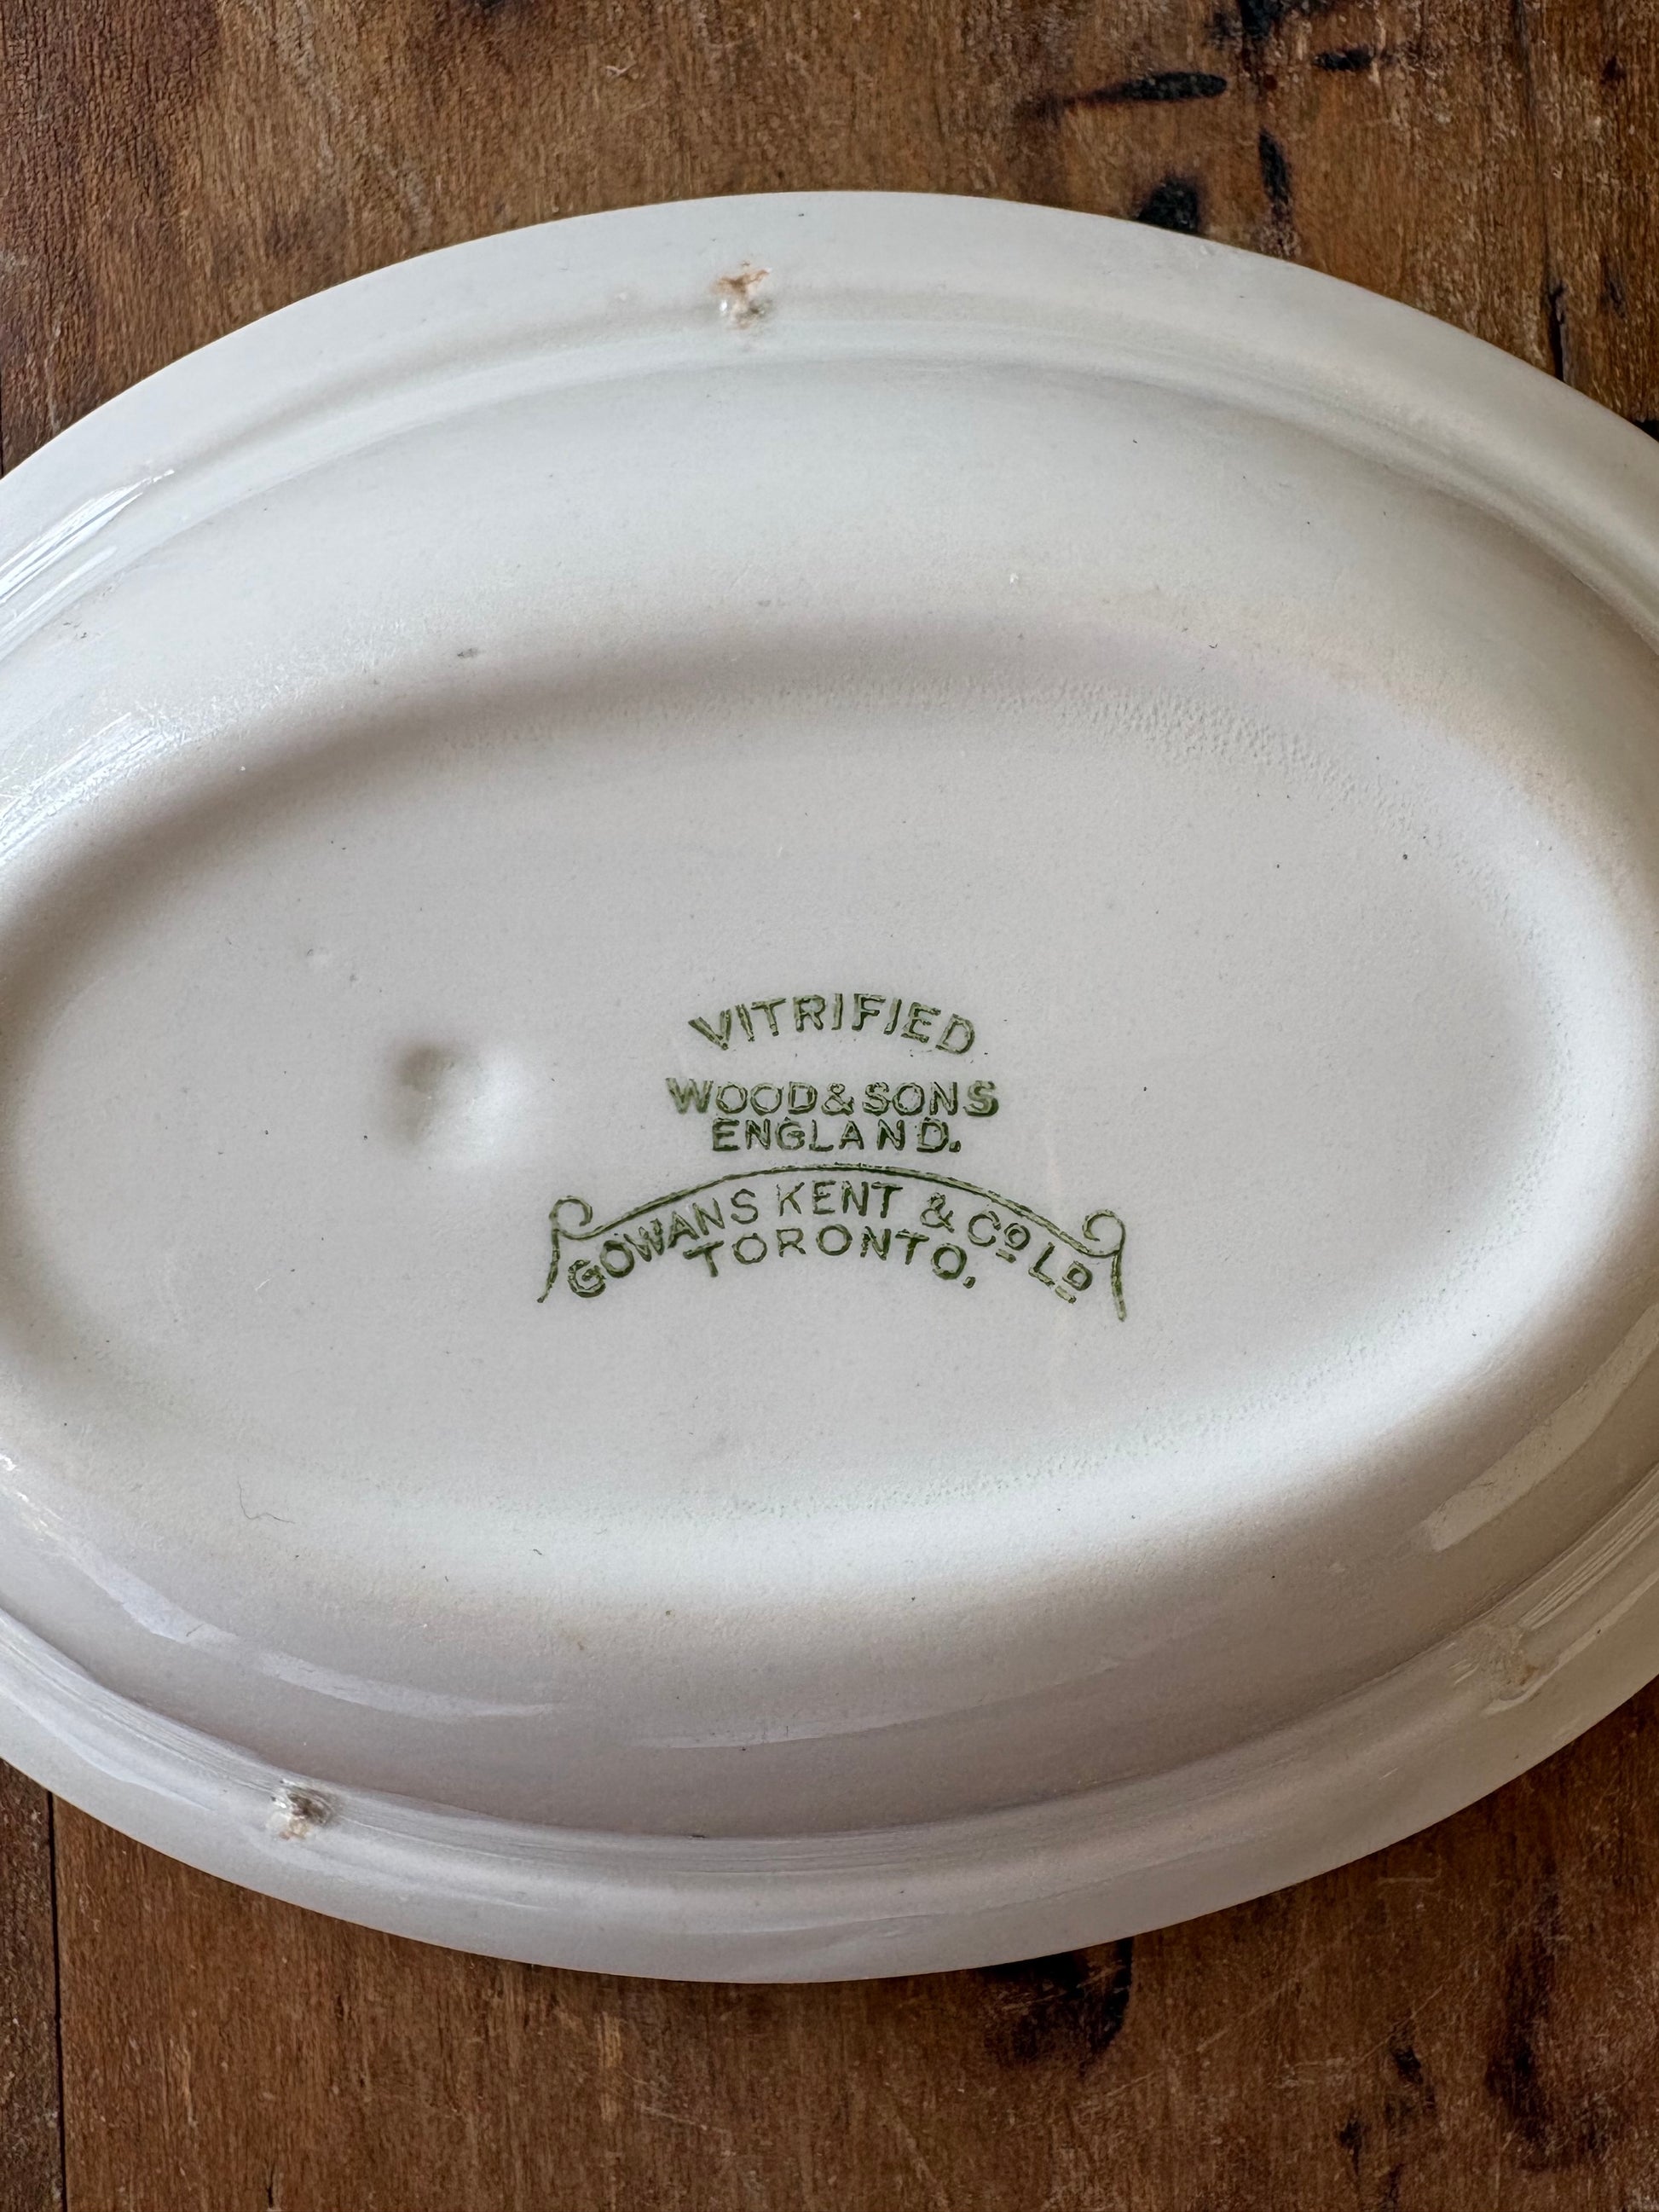 VITRIFIED
WOOD & SONS
ENGLAND.
GOWANS KENT & Co LD
TORONTO.